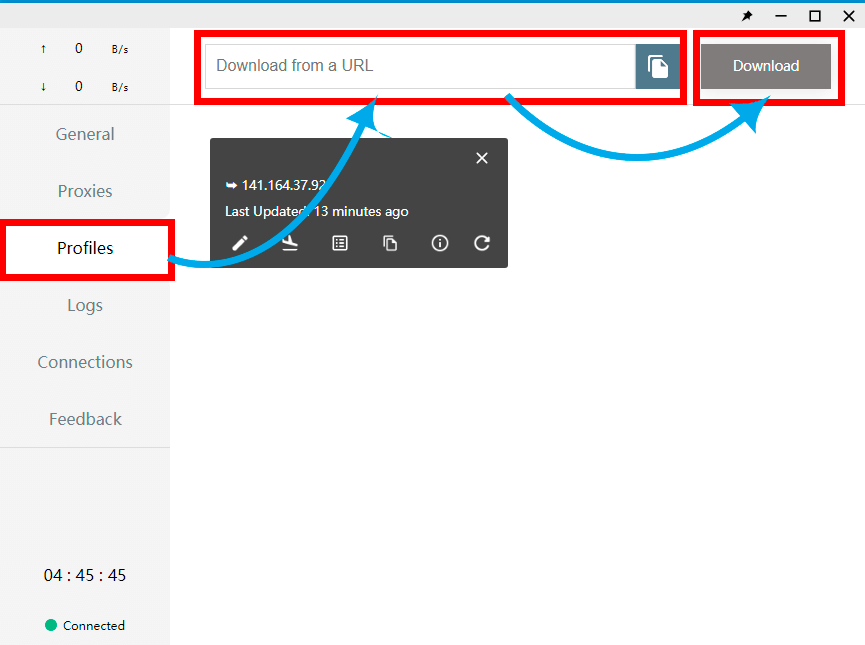 ↑ 0 B/s
↓ 0 B/s
General
Proxies
Profiles
Logs
Connections
Feedback
04 : 45 : 45
Connected
Download from a URL
Download
141.164.37.92
Last Updated: 13 minutes ago